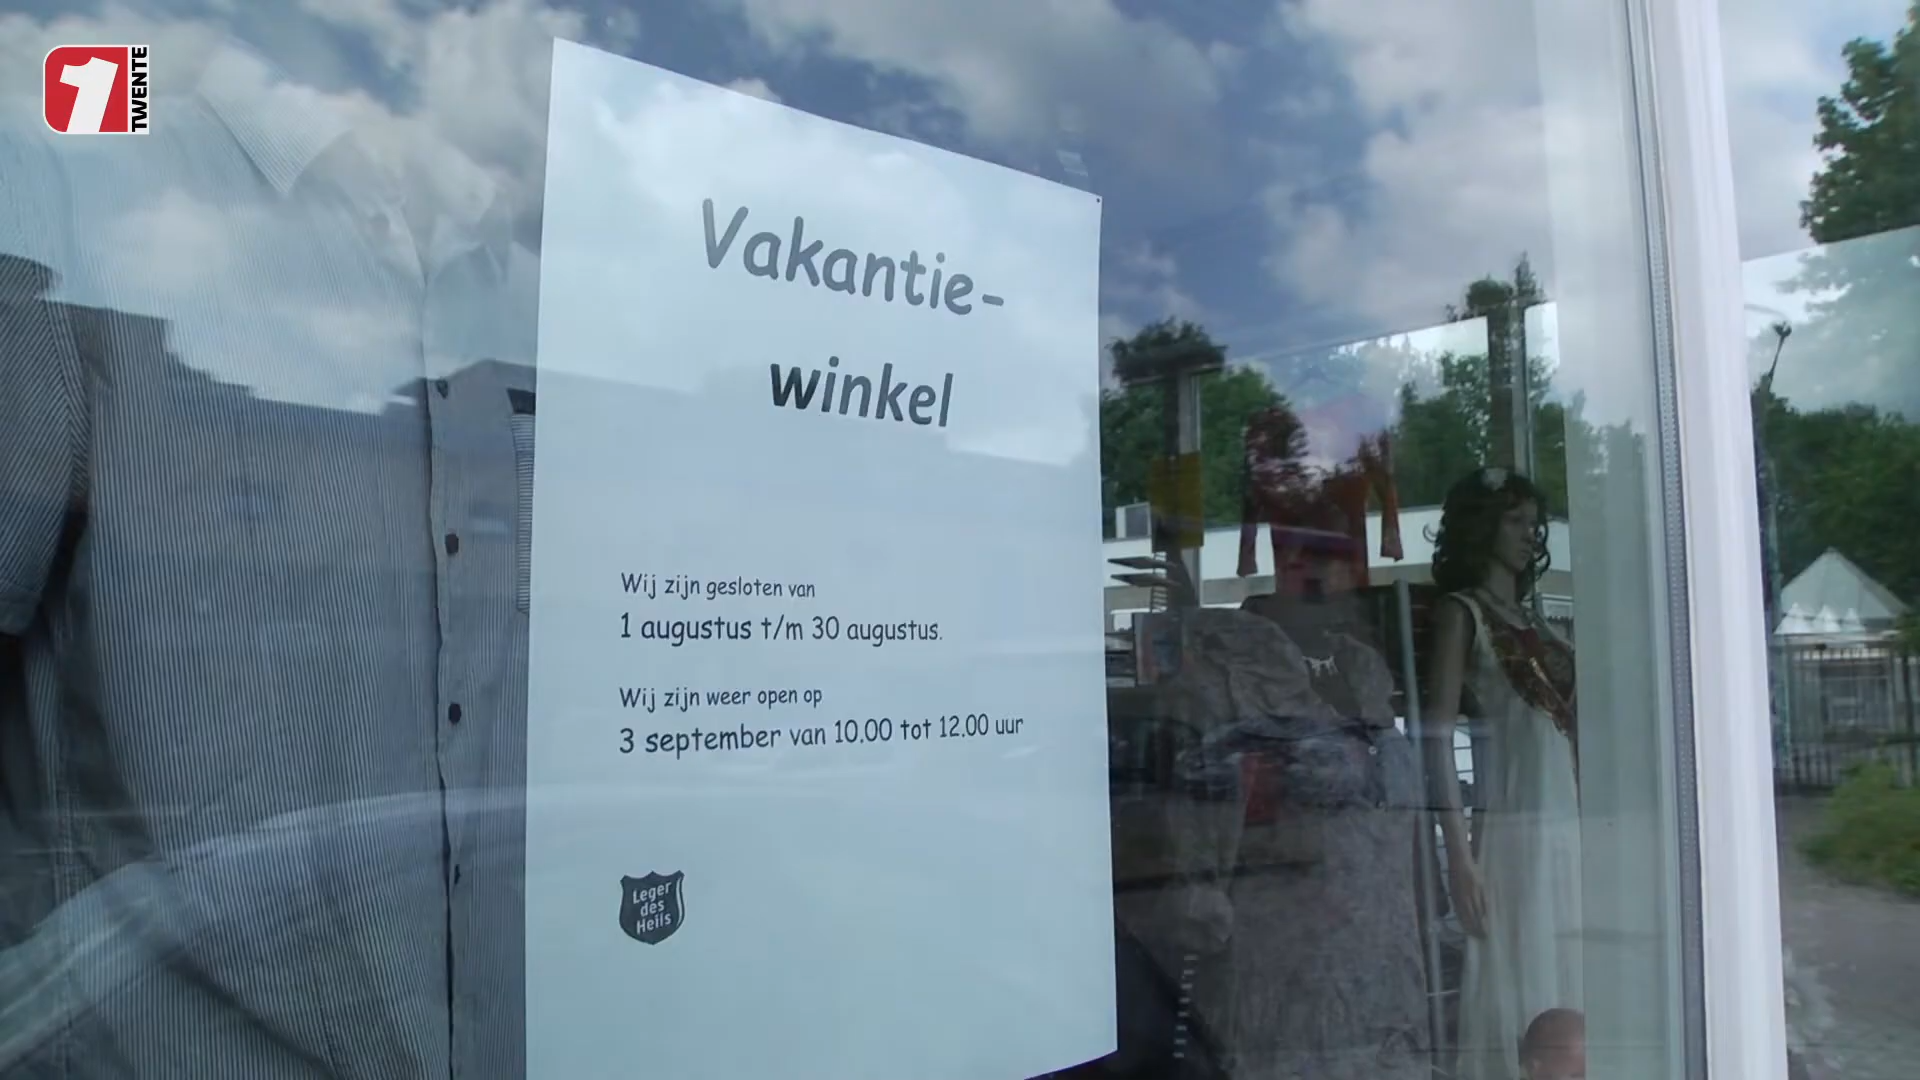 1
TWENTE
Vakantie-
winkel
Wij zijn gesloten van
1 augustus t/m 30 augustus.
Wij zijn weer open op
3 september van 10.00 tot 12.00 uur
Leger
des
Heils